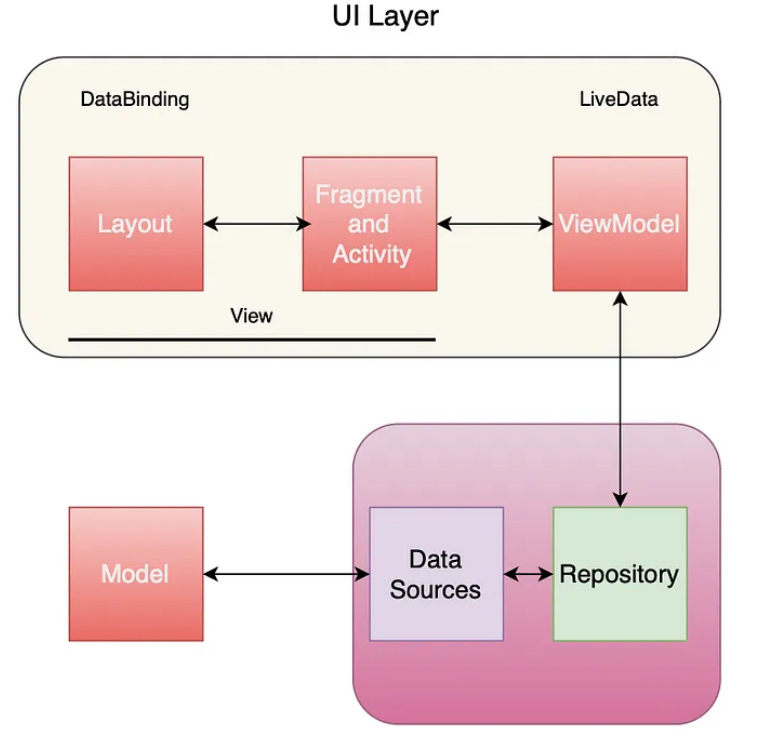 UI Layer
DataBinding
LiveData
Layout
Fragment
and
Activity
ViewModel
View
Model
Data
Sources
Repository